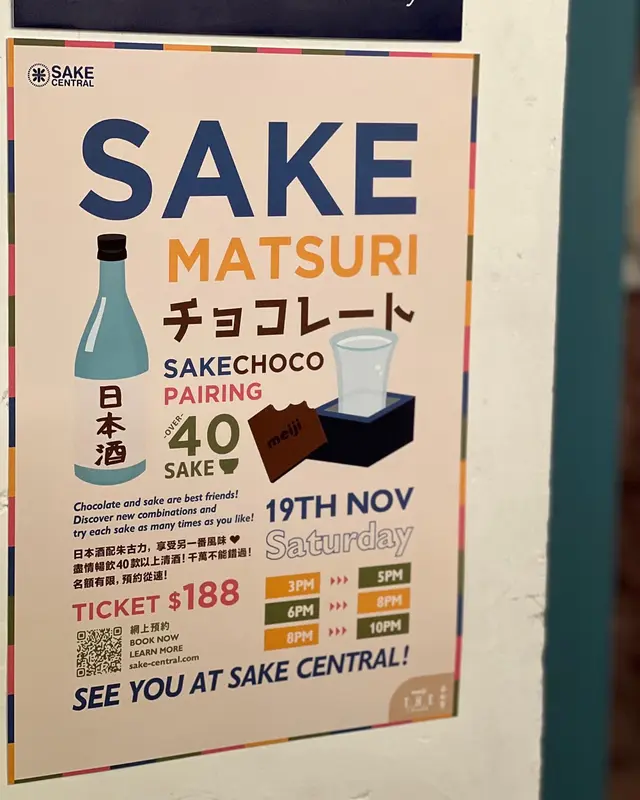 SAKE
CENTRAL
SAKE
MATSURI
チョコレート
SAKECHOCO
PAIRING
-OVER-
40
SAKE
日本酒
meiji
Chocolate and sake are best friends!
Discover new combinations and
try each sake as many times as you like!
日本酒配朱古力，享受另一番風味
盡情暢飲40款以上清酒！千萬不能錯過！
名額有限，預約從速！
TICKET $188
19TH NOV
Saturday
3PM 5PM
6PM 8PM
8PM 10PM
網上預約
BOOK NOW
LEARN MORE
sake-central.com
SEE YOU AT SAKE CENTRAL!